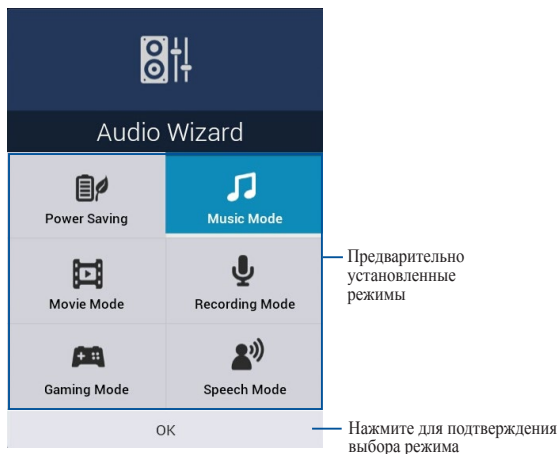 Audio Wizard
Power Saving
Music Mode
Movie Mode
Recording Mode
Предварительно
установленные
режимы
Gaming Mode
Speech Mode
OK
Нажмите для подтверждения
выбора режима